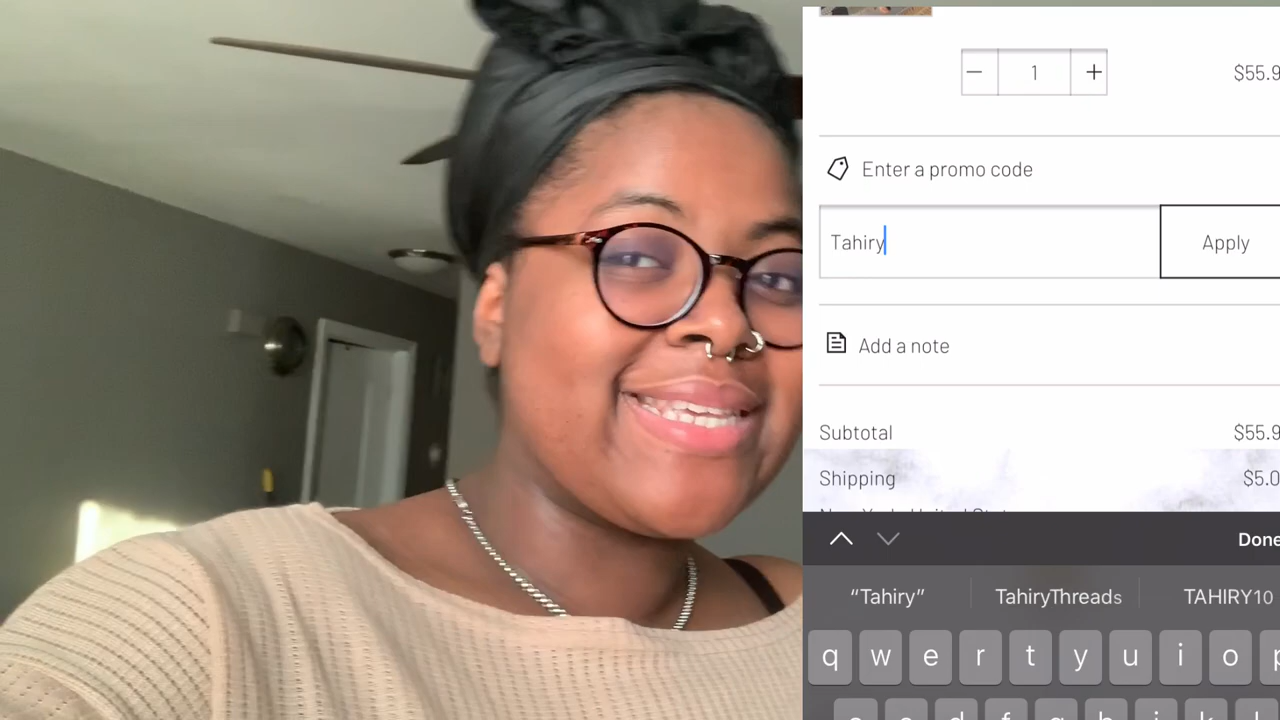 1
$55.9
Enter a promo code
Tahiry
Apply
Add a note
Subtotal
$55.9
Shipping
$5.0
Done
“Tahiry”
TahiryThreads
TAHIRY10
q w e r t y u i o p